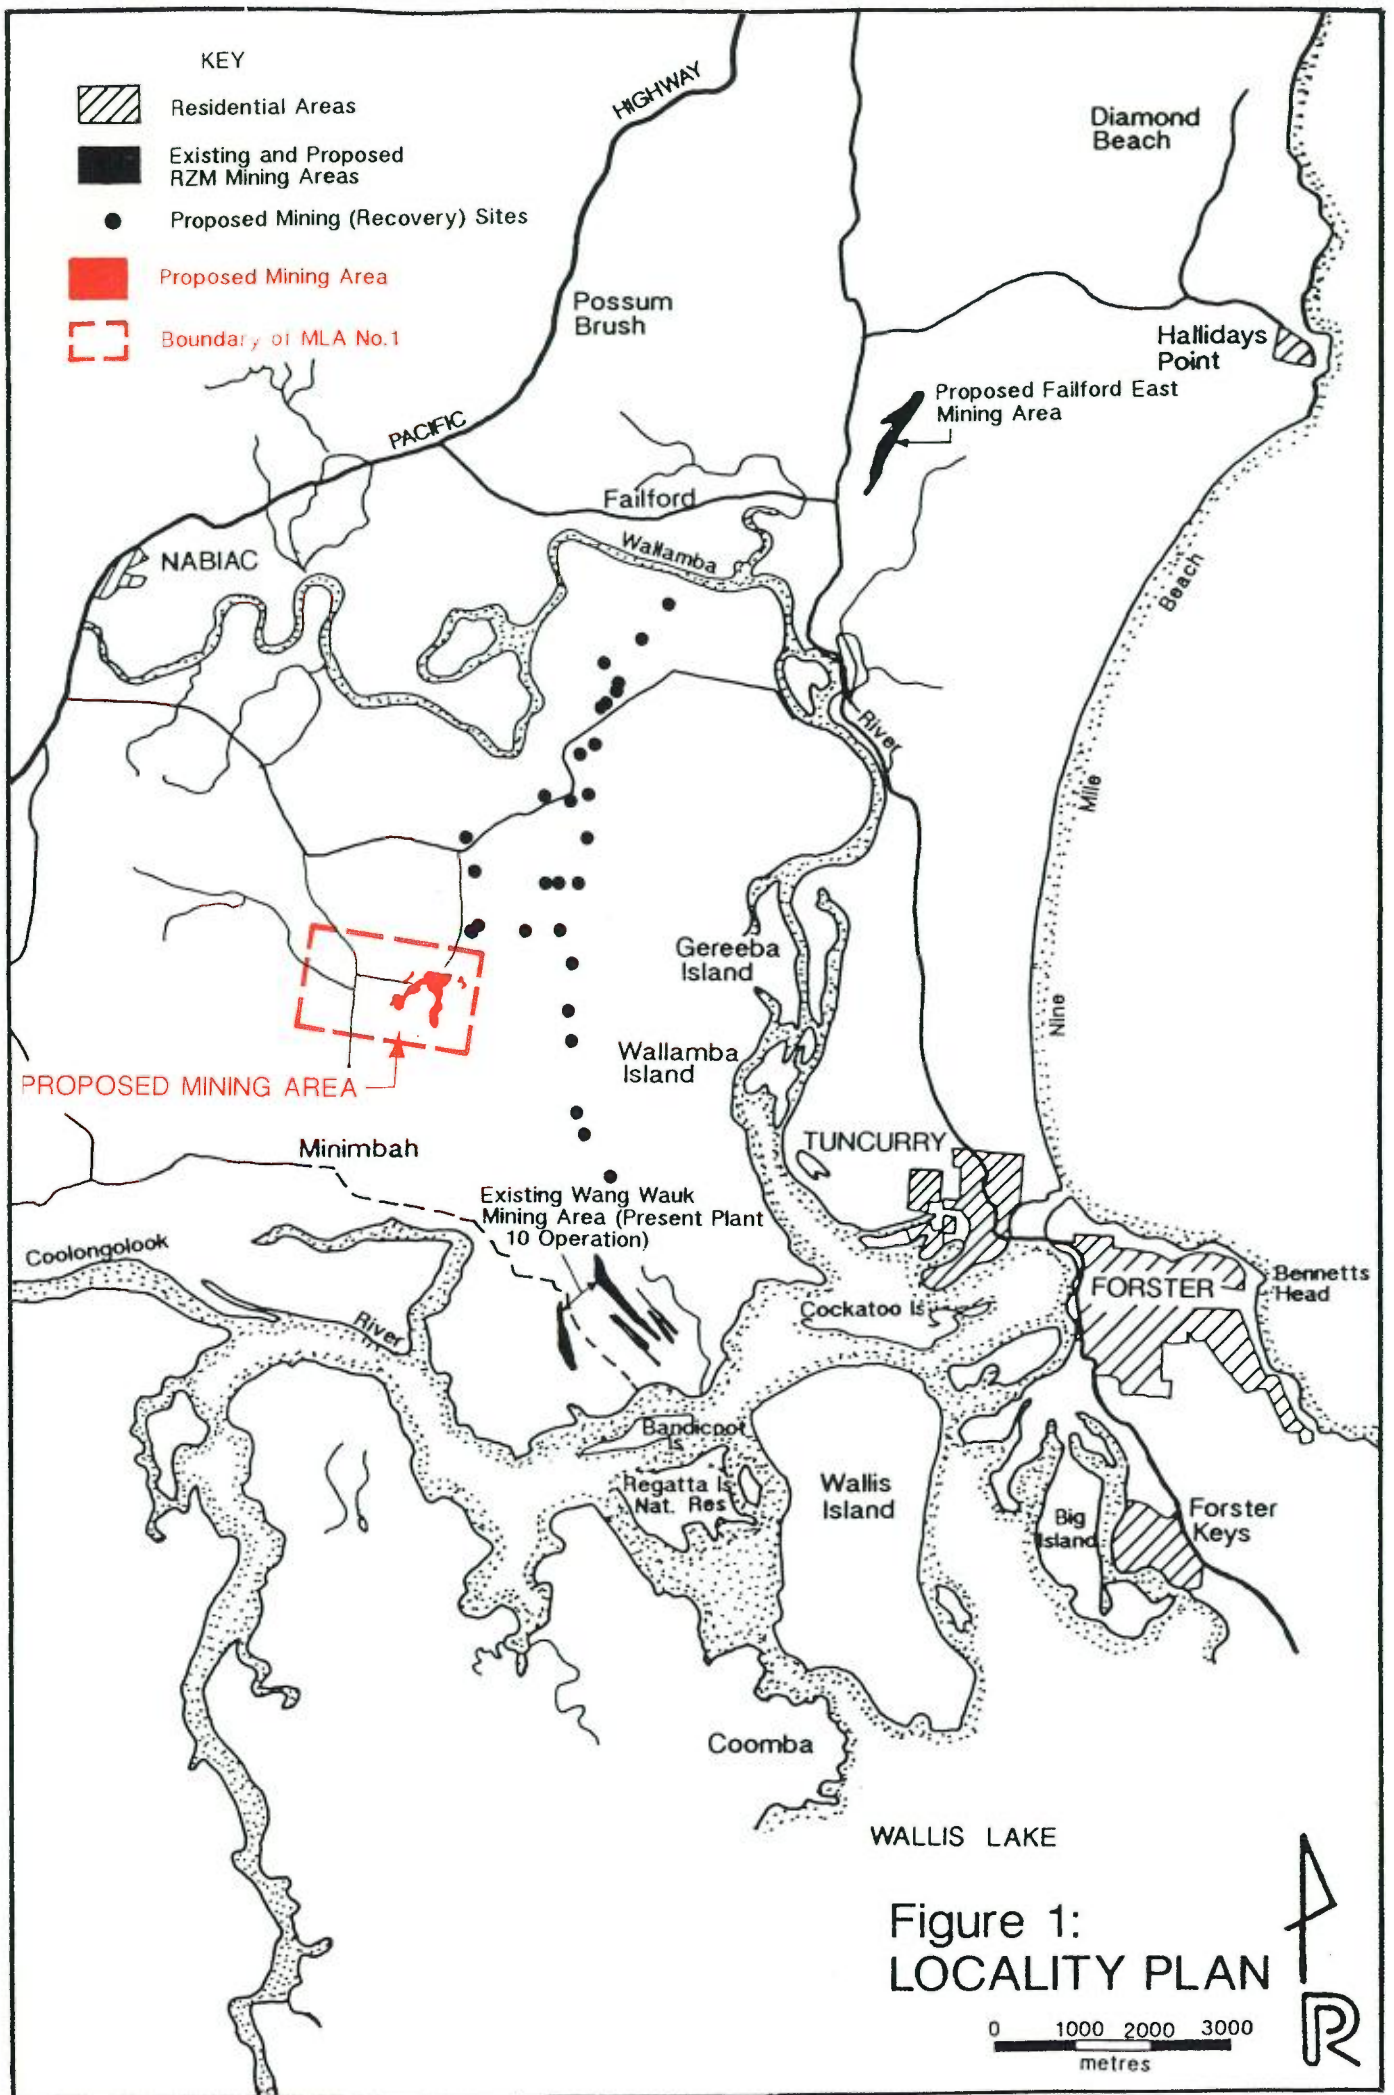 KEY
Residential Areas
Existing and Proposed
RZM Mining Areas
Proposed Mining (Recovery) Sites
Proposed Mining Area
Boundary of MLA No.1
HIGHWAY
PACIFIC
Diamond
Beach
Possum
Brush
Hallidays
Point
Proposed Failford East
Mining Area
Failford
Wallamba
NABIAC
Beach
River
Mile
Gereeba
Island
Nine
Wallamba
Island
PROPOSED MINING AREA
TUNCURRY
Minimbah
Existing Wang Wauk
Mining Area (Present Plant
10 Operation)
Coolongolook
River
Cockatoo Is
FORSTER
Bennetts
Head
Bandicoot
Is
Regatta Is
Nat. Res
Wallis
Island
Big
Island
Forster
Keys
Coomba
WALLIS LAKE
Figure 1:
LOCALITY PLAN
0 1000 2000 3000
metres
R